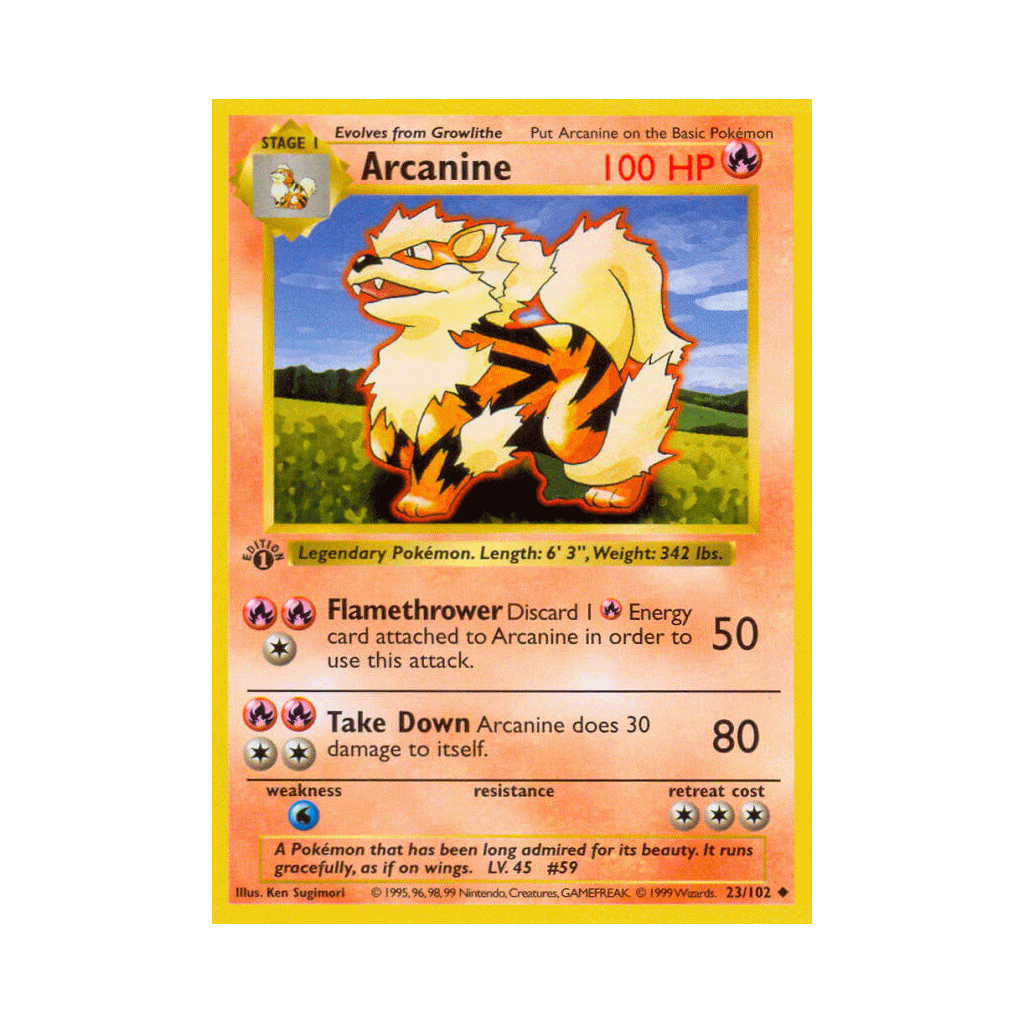 Evolves from Growlithe Put Arcanine on the Basic Pokémon
STAGE 1
Arcanine 100 HP
EDITION 1
Legendary Pokémon. Length: 6' 3", Weight: 342 lbs.
Flamethrower Discard 1 Energy
card attached to Arcanine in order to
use this attack.
50
Take Down Arcanine does 30
damage to itself.
80
weakness resistance retreat cost
A Pokémon that has been long admired for its beauty. It runs
gracefully, as if on wings. LV. 45 #59
Illus. Ken Sugimori © 1995, 96, 98, 99 Nintendo, Creatures, GAMEFREAK. © 1999 Wizards. 23/102